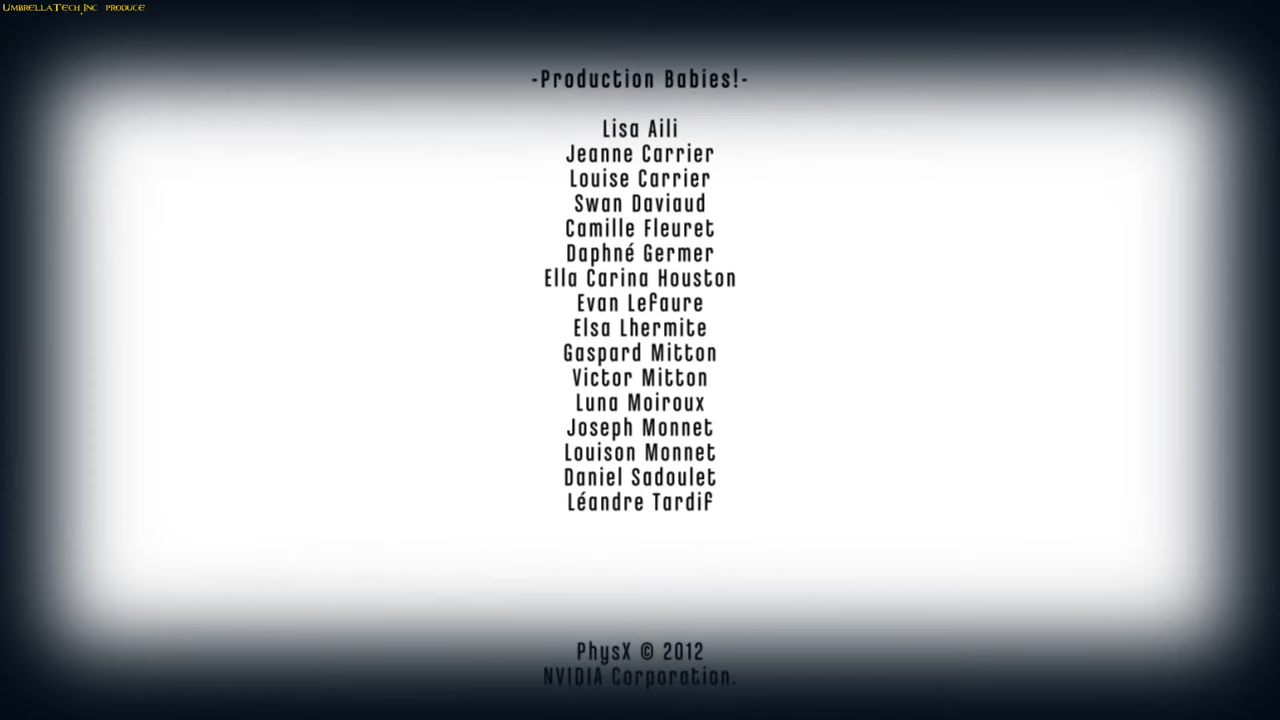 UmbrellaTech,Inc produce
-Production Babies!-
Lisa Aili
Jeanne Carrier
Louise Carrier
Swan Daviaud
Camille Fleuret
Daphné Germer
Ella Carina Houston
Evan Lefaure
Elsa Lhermite
Gaspard Mitton
Victor Mitton
Luna Moiroux
Joseph Monnet
Louison Monnet
Daniel Sadoulet
Léandre Tardif
PhysX © 2012
NVIDIA Corporation.